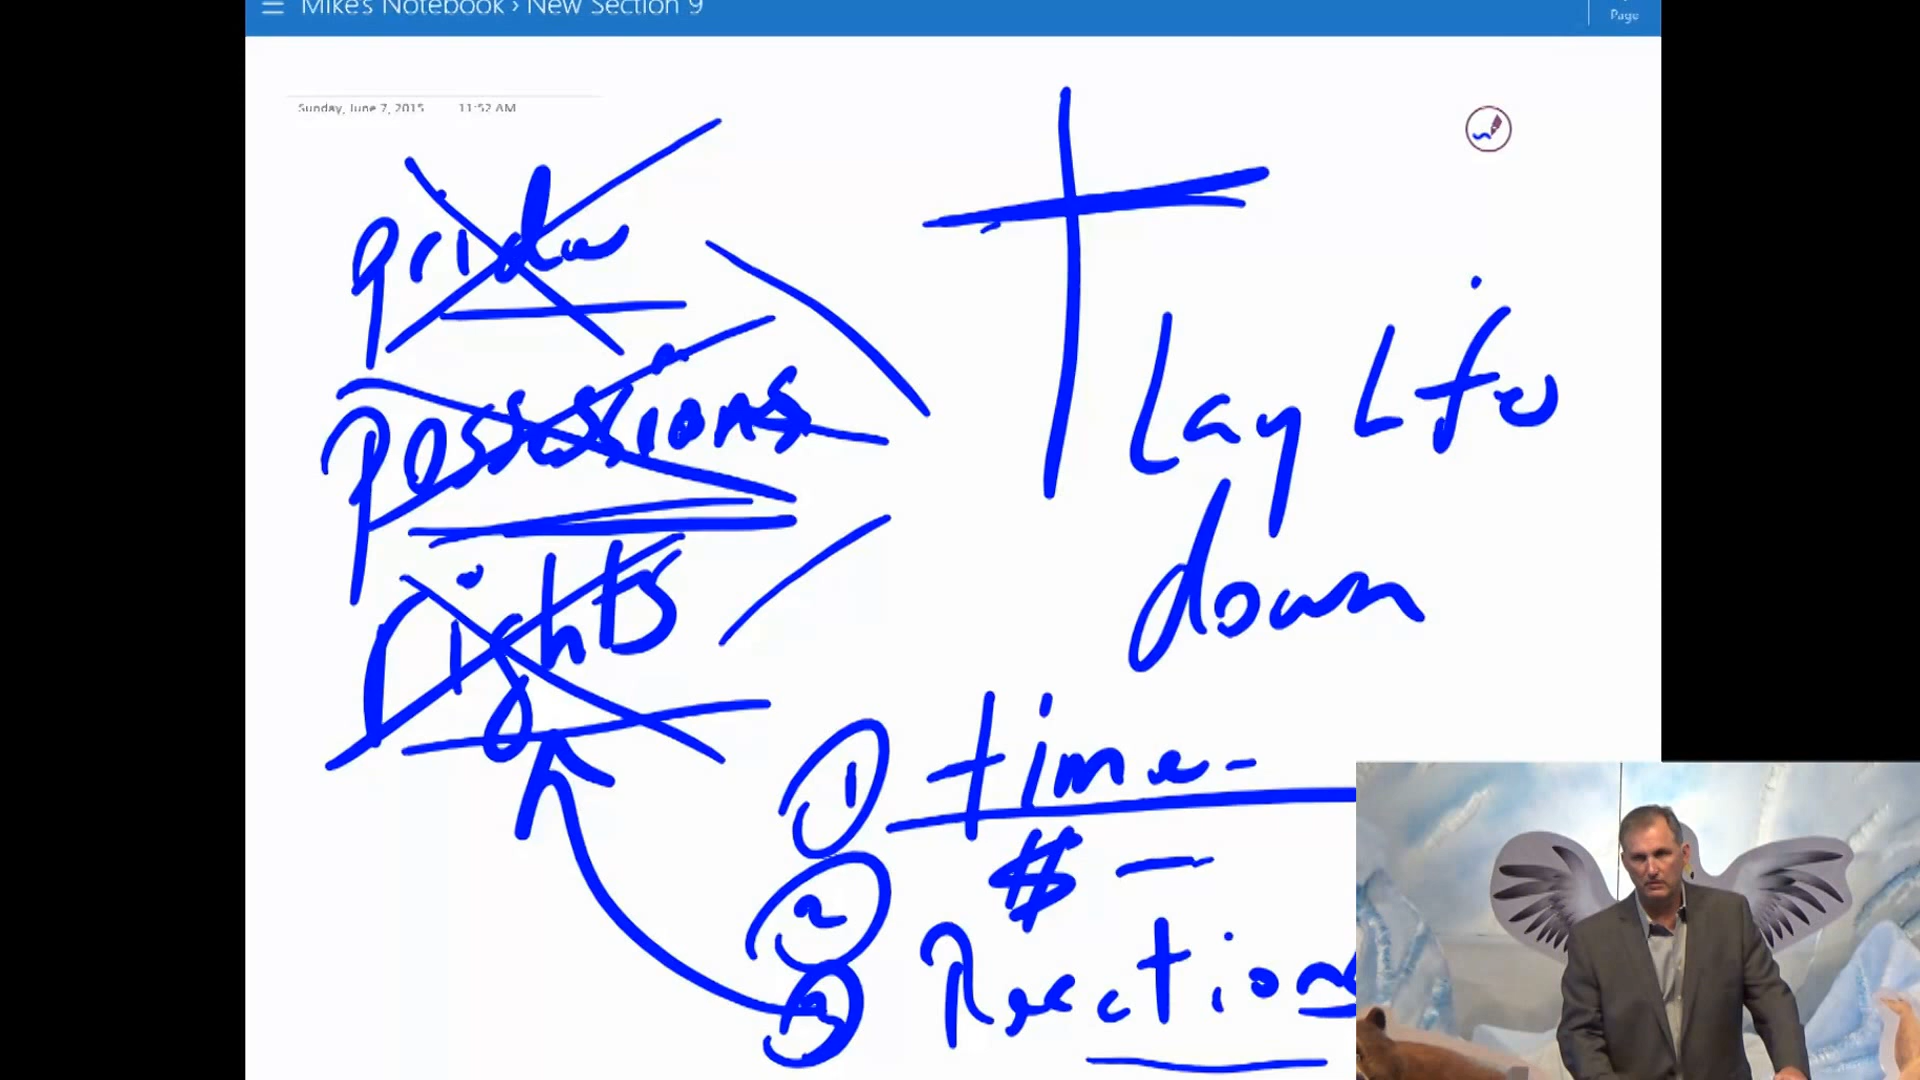 Mike's Notebook › New Section 9
Page
Sunday, June 7, 2015 11:52 AM
pride
possessions
rights
Lay Life
down
1 time-
2 $ —
3 Reactions